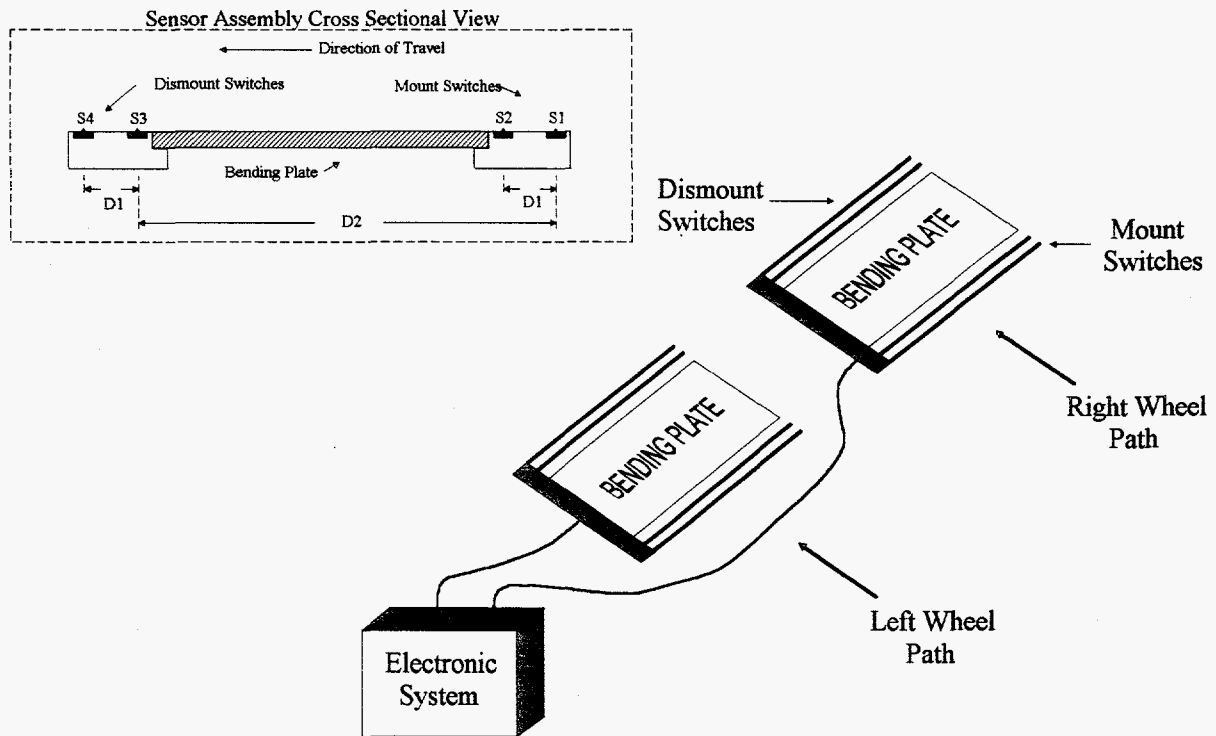 Sensor Assembly Cross Sectional View
Direction of Travel
Dismount Switches
Mount Switches
S4
S3
S2
S1
Bending Plate
D1
D1
D2
Dismount
Switches
Mount
Switches
BENDING PLATE
BENDING PLATE
Right Wheel
Path
Left Wheel
Path
Electronic
System